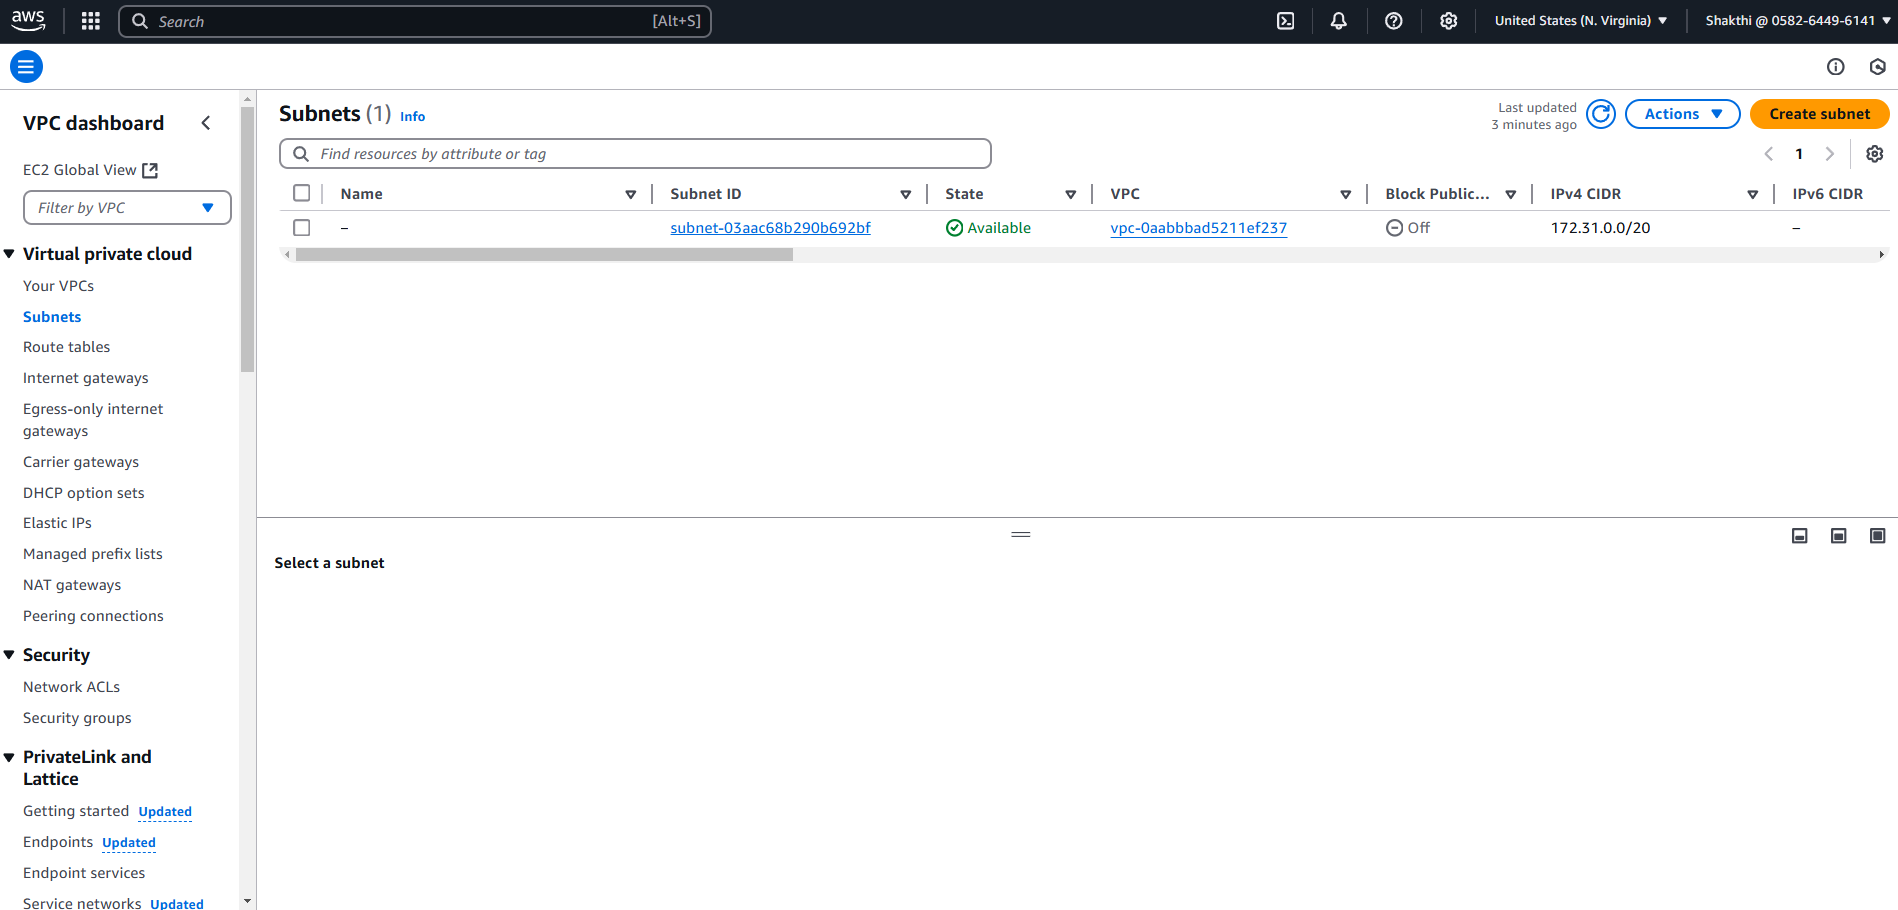 aws
Search [Alt+S]
United States (N. Virginia)
Shakthi @ 0582-6449-6141
VPC dashboard
EC2 Global View
Filter by VPC
Virtual private cloud
Your VPCs
Subnets
Route tables
Internet gateways
Egress-only internet
gateways
Carrier gateways
DHCP option sets
Elastic IPs
Managed prefix lists
NAT gateways
Peering connections
Security
Network ACLs
Security groups
PrivateLink and
Lattice
Getting started Updated
Endpoints Updated
Endpoint services
Service networks Updated
Subnets (1) Info
Last updated
3 minutes ago
Actions
Create subnet
Find resources by attribute or tag
1
Name Subnet ID State VPC Block Public... IPv4 CIDR IPv6 CIDR
– subnet-03aac68b290b692bf Available vpc-0aabbbad5211ef237 Off 172.31.0.0/20 –
Select a subnet